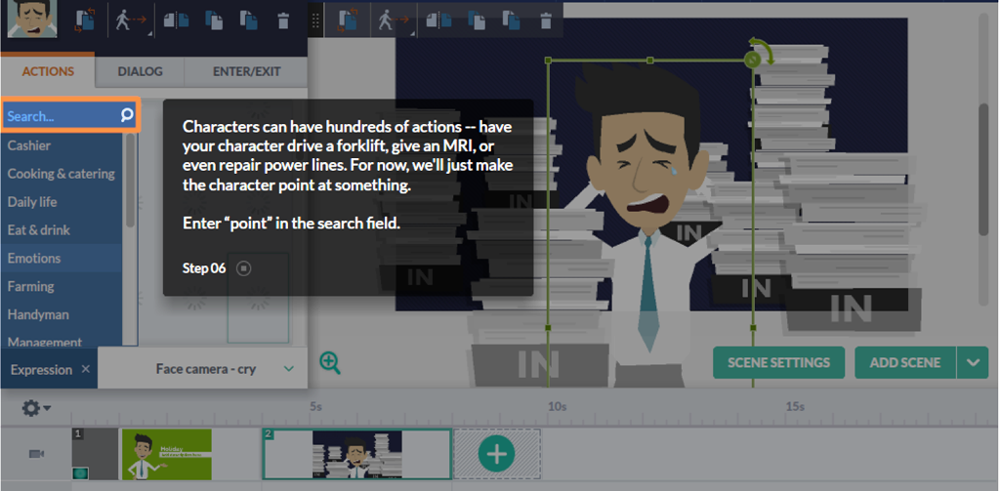 ACTIONS
DIALOG
ENTER/EXIT
Search...
Cashier
Cooking & catering
Daily life
Eat & drink
Emotions
Farming
Handyman
Management
Expression ×
Face camera - cry
Characters can have hundreds of actions -- have
your character drive a forklift, give an MRI, or
even repair power lines. For now, we'll just make
the character point at something.
Enter “point” in the search field.
Step 06
IN
IN
IN
IN
IN
IN
SCENE SETTINGS
ADD SCENE
5s
10s
15s
1
Holiday
2